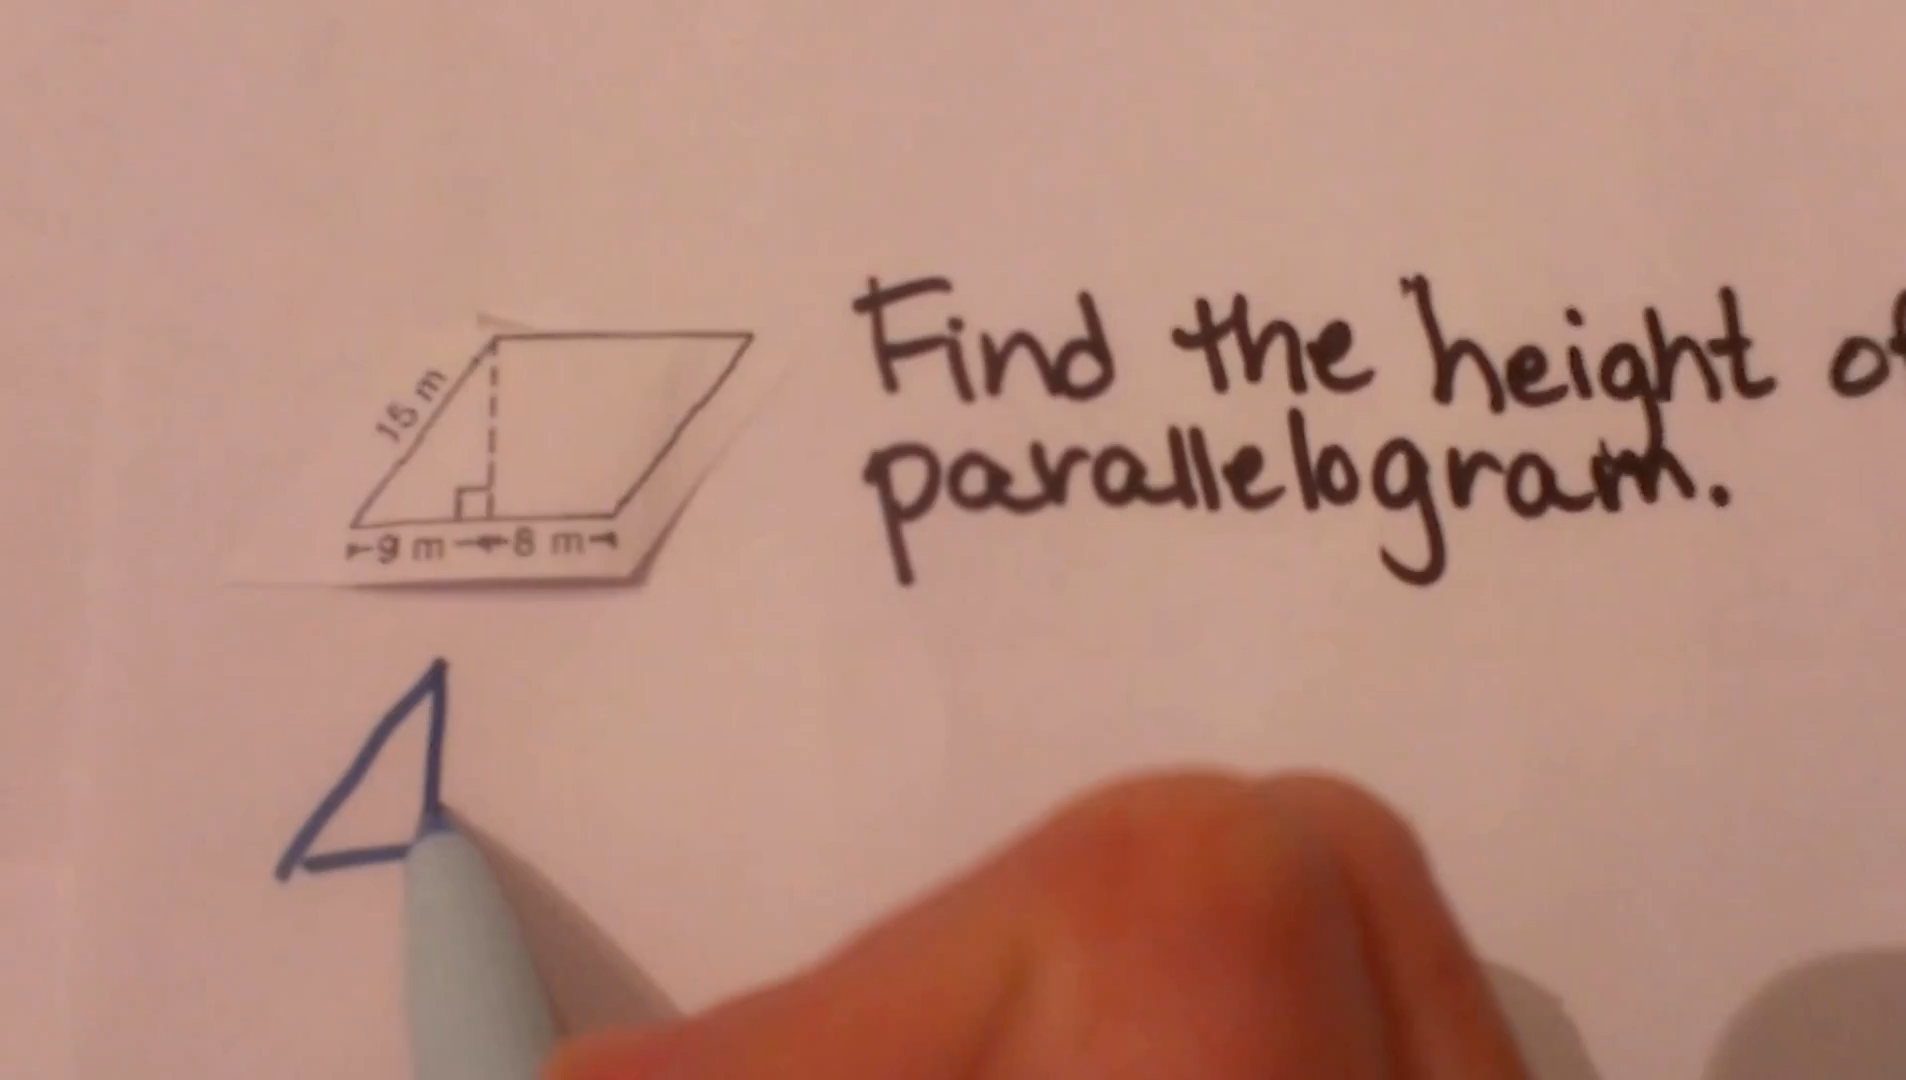 15 m
Find the height of
parallelogram.
9 m 8 m